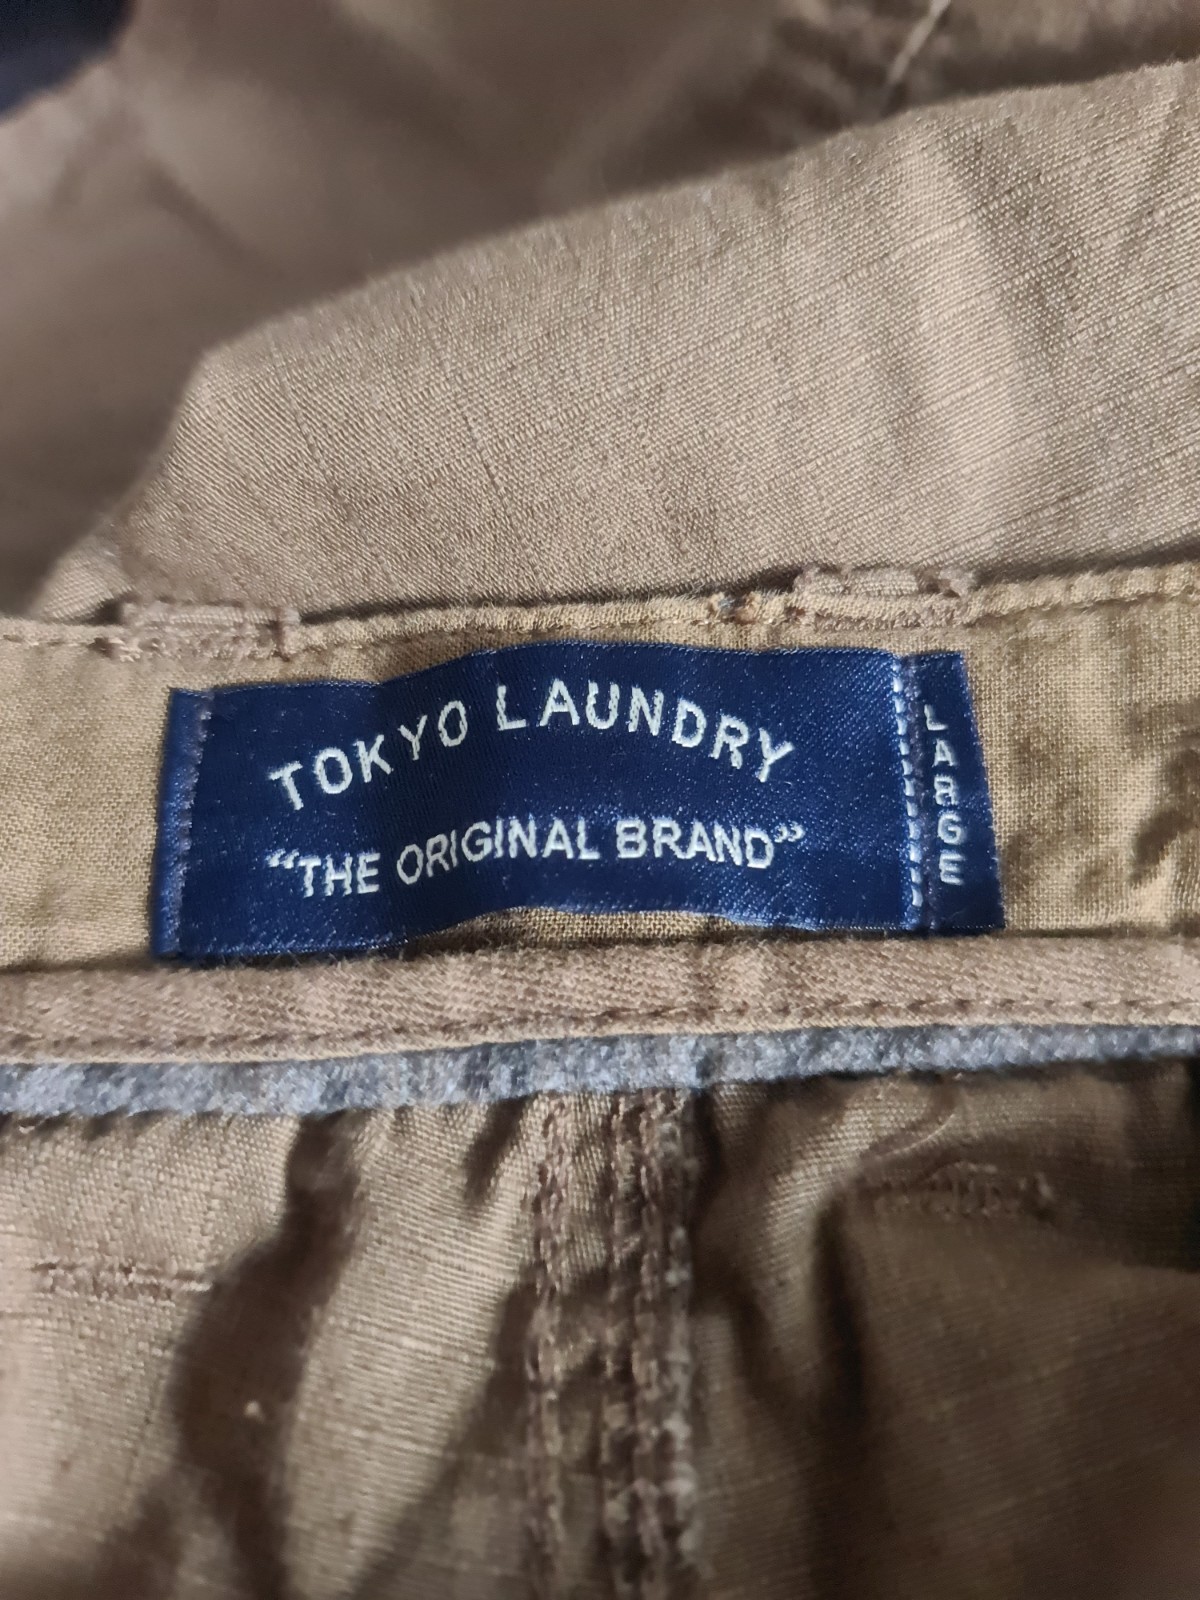 TOKYO LAUNDRY
“THE ORIGINAL BRAND”
LARGE